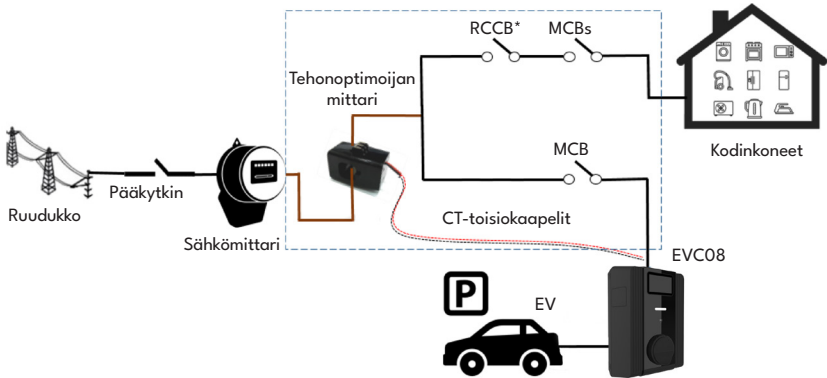 RCCB*
MCBs
Tehonoptimoijan
mittari
Kodinkoneet
MCB
Pääkytkin
Ruudukko
Sähkömittari
CT-toisiokaapelit
EVC08
P
EV